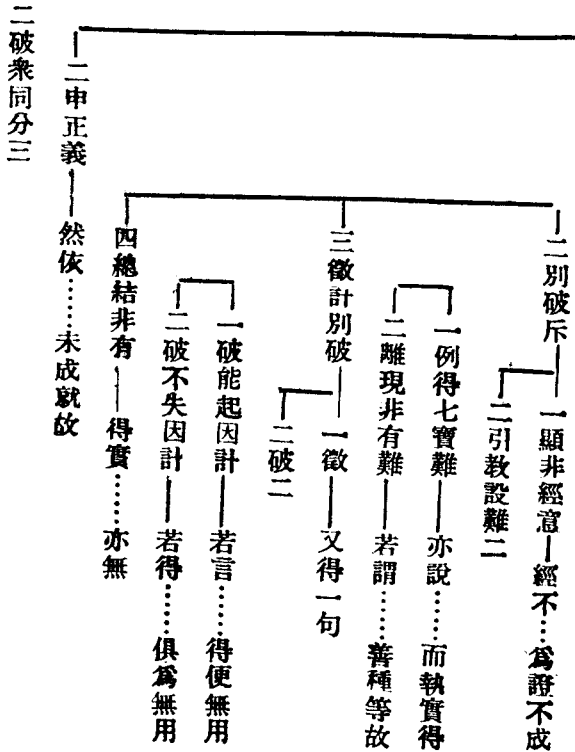 二別破斥
一顯非經意 經不…爲證不成
二引教設難二
一例得七寶難 亦說……而執實得
二離現非有難 若謂……善種等故
三徵計別破
一徵 又得一句
二破二
一破能起因計 若言……得便無用
二破不失因計 若得……俱爲無用
四總結非有 得實……亦無
二申正義 然依……未成就故
二破衆同分三